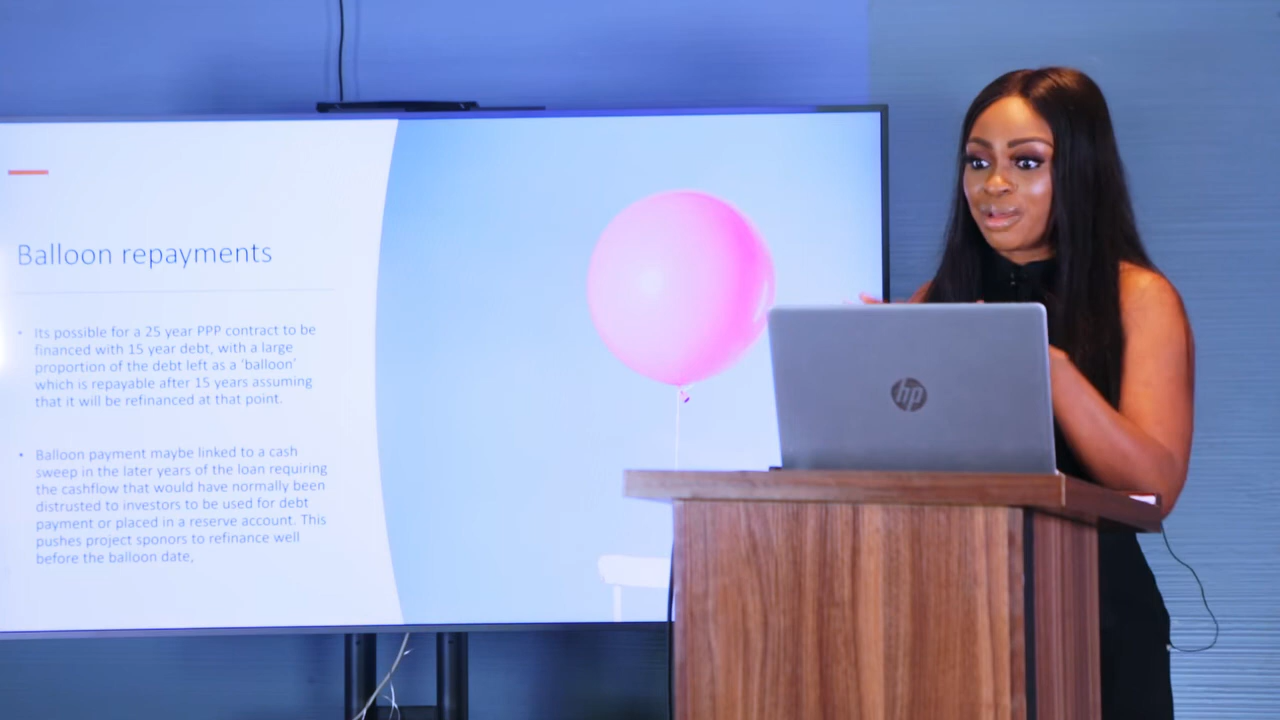 Balloon repayments
• Its possible for a 25 year PPP contract to be
financed with 15 year debt, with a large
proportion of the debt left as a 'balloon'
which is repayable after 15 years assuming
that it will be refinanced at that point.
• Balloon payment maybe linked to a cash
sweep in the later years of the loan requiring
the cashflow that would have normally been
distrusted to investors to be used for debt
payment or placed in a reserve account. This
pushes project sponors to refinance well
before the balloon date,
hp